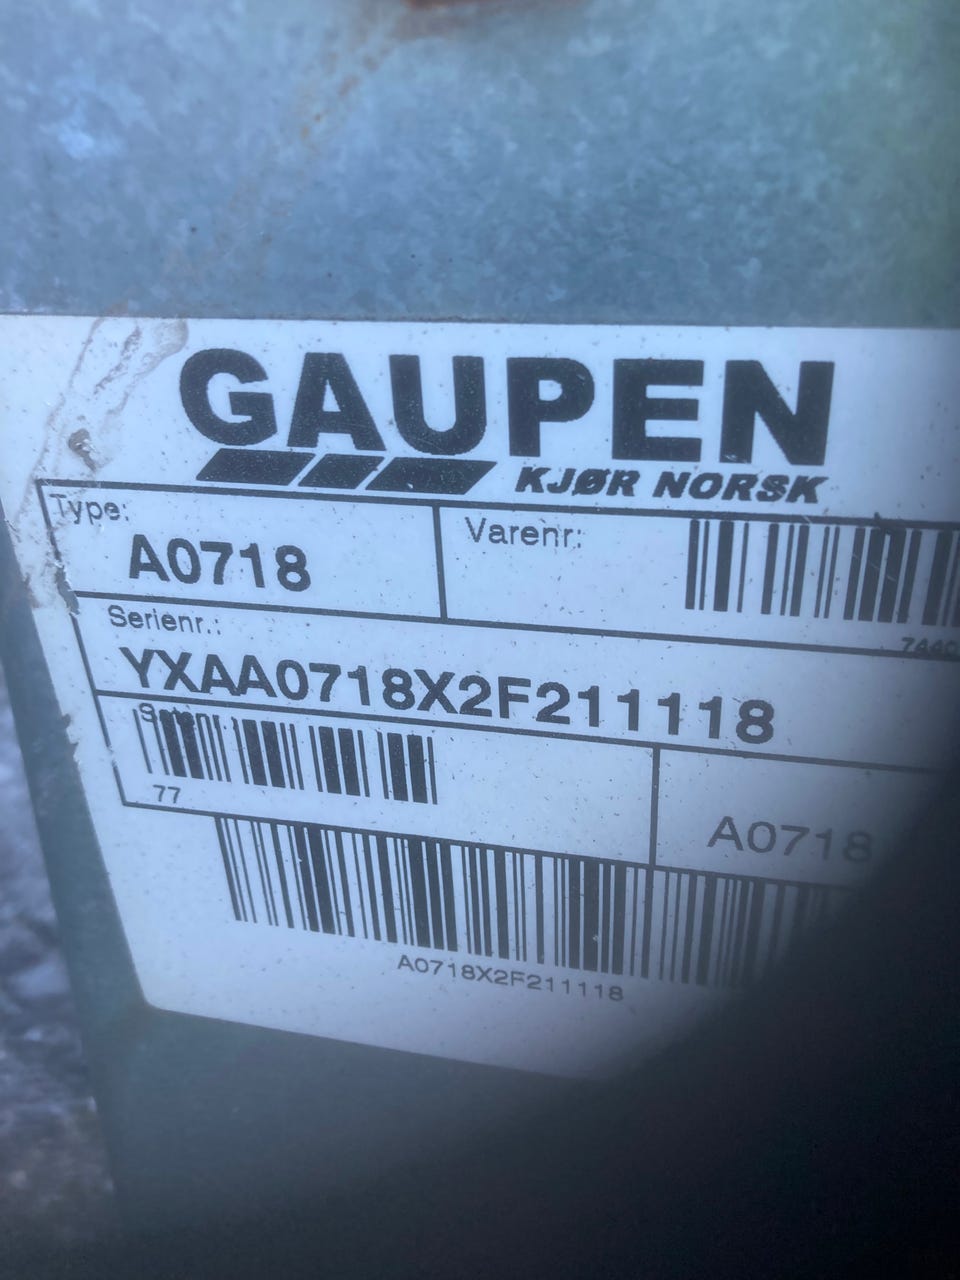 GAUPEN
KJØR NORSK
Type:
A0718
Varenr:
Serienr.:
YXAA0718X2F211118
77
A0718
A0718X2F211118